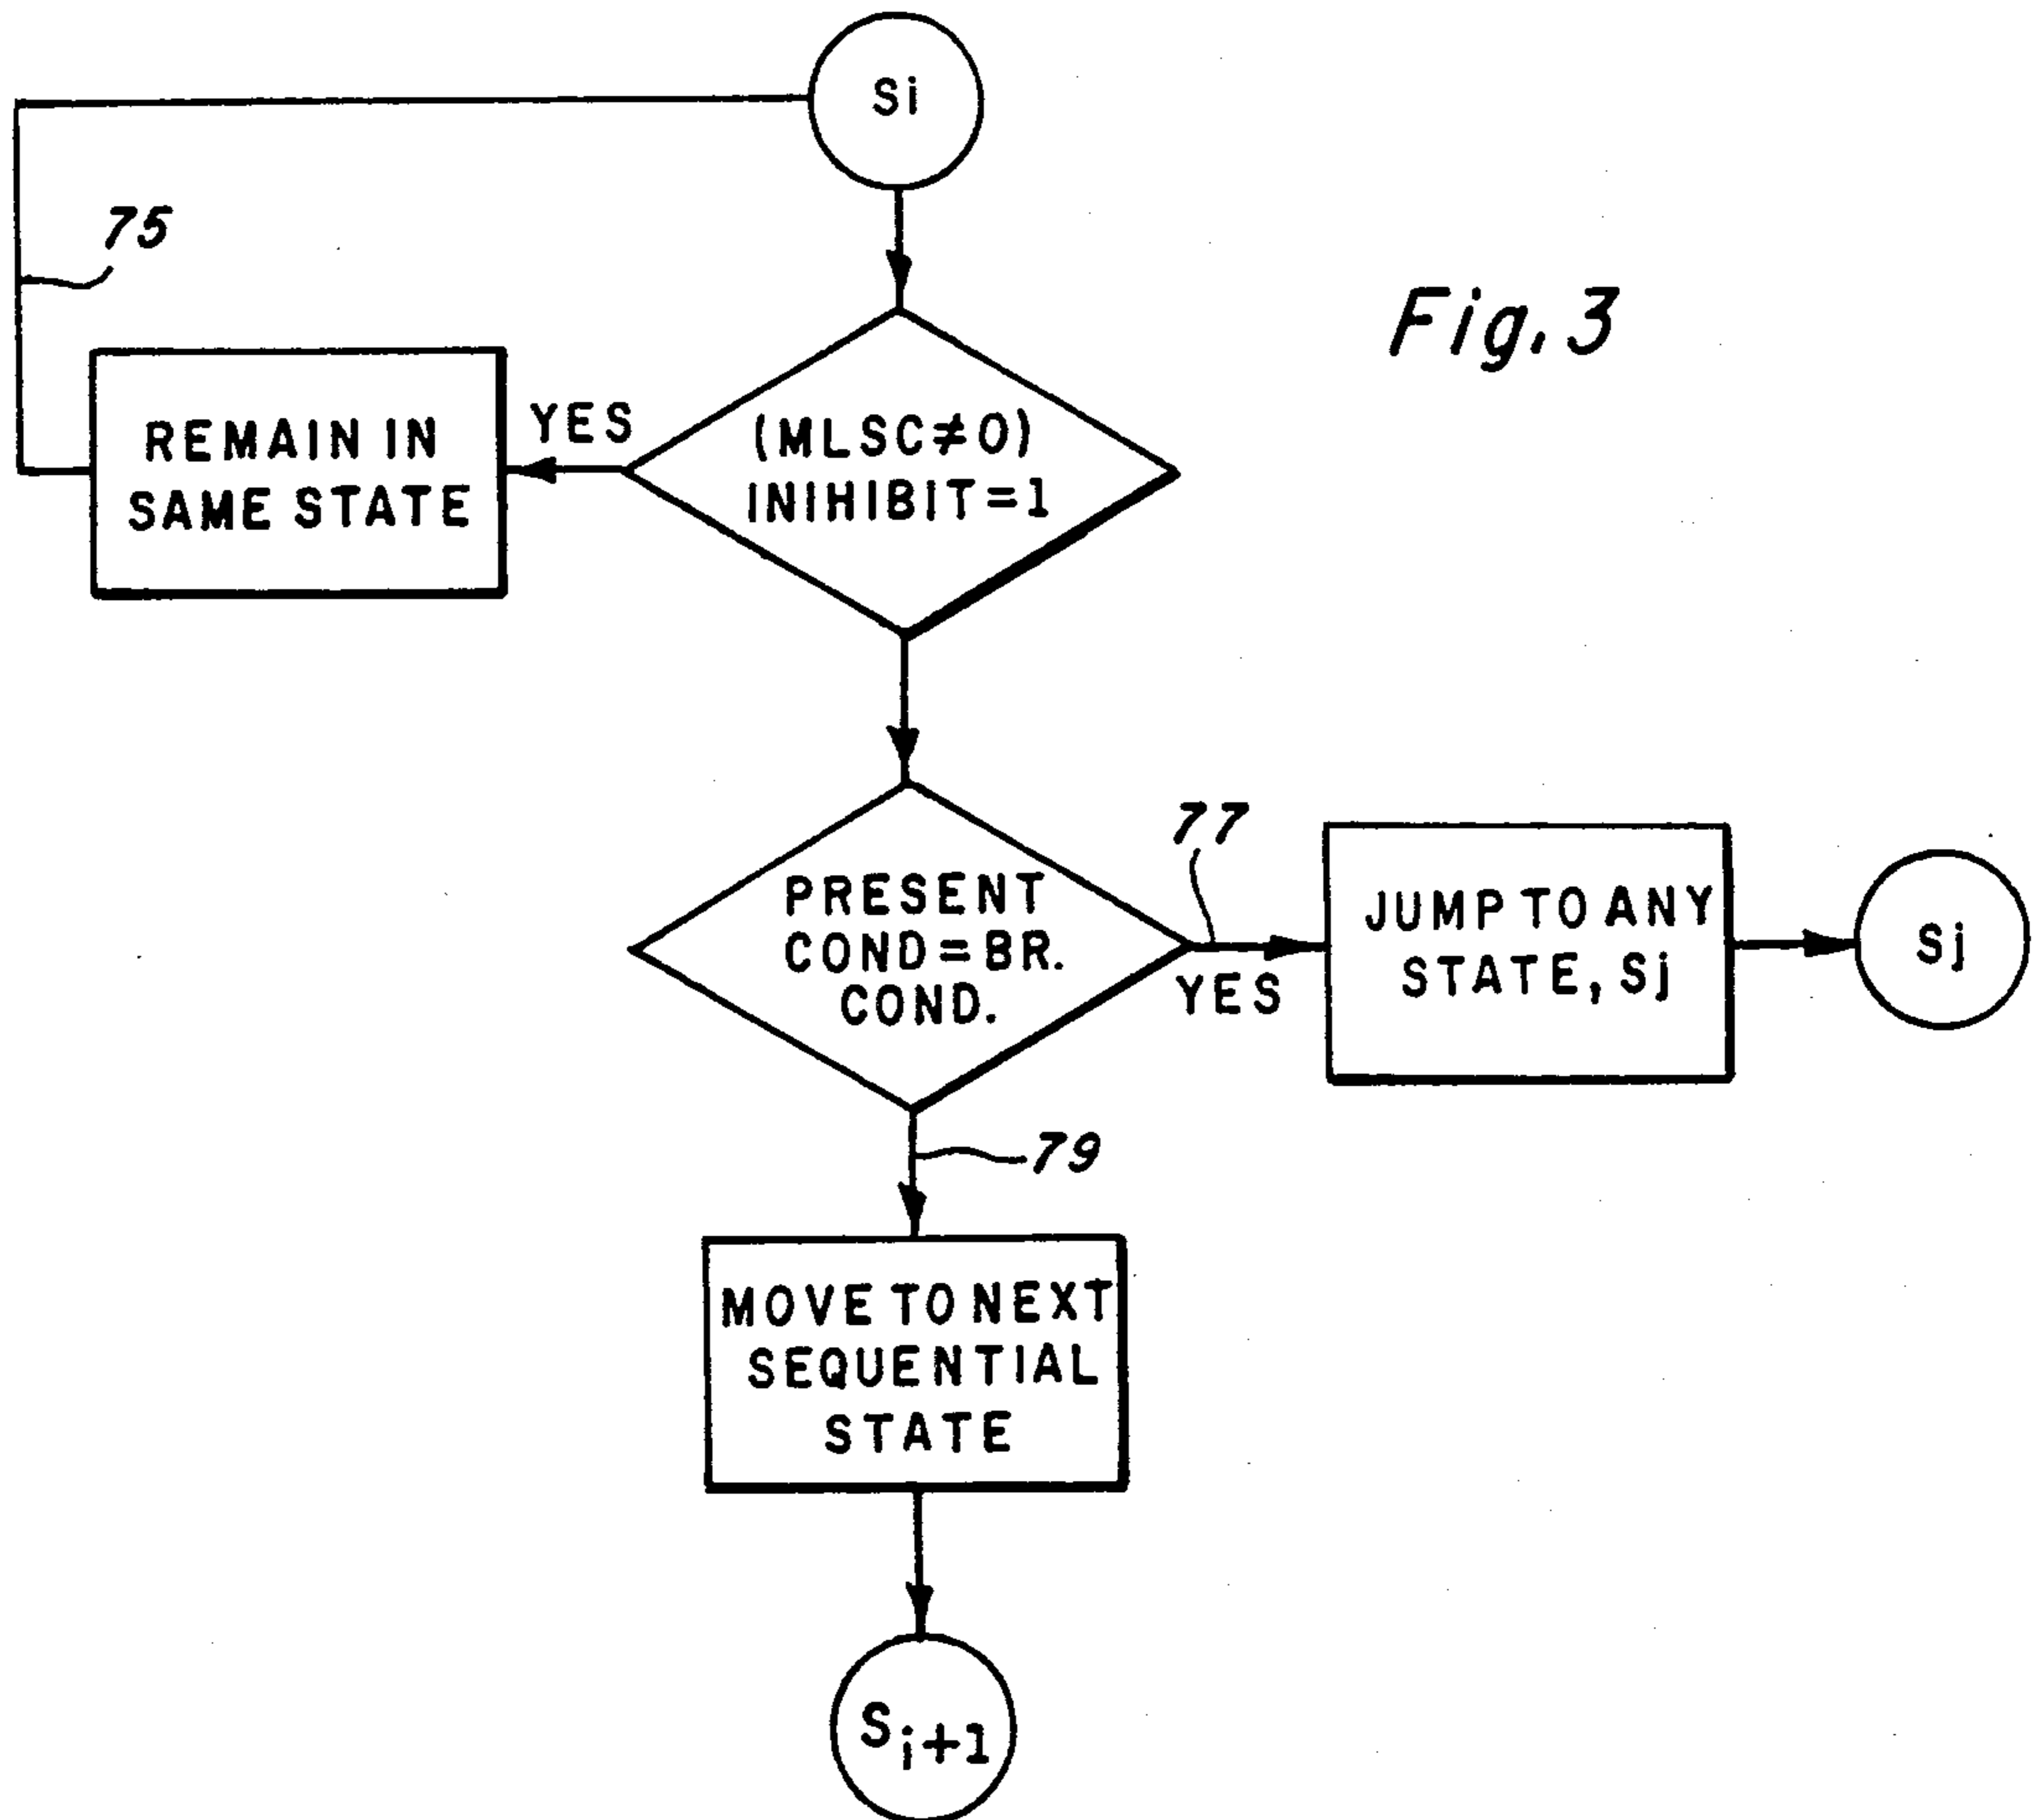 Si
75
Fig. 3
REMAIN IN
SAME STATE
YES
(MLSC≠0)
INIHIBIT=1
PRESENT
COND=BR.
COND.
77
YES
JUMP TO ANY
STATE, Sj
Sj
79
MOVE TO NEXT
SEQUENTIAL
STATE
Si+1